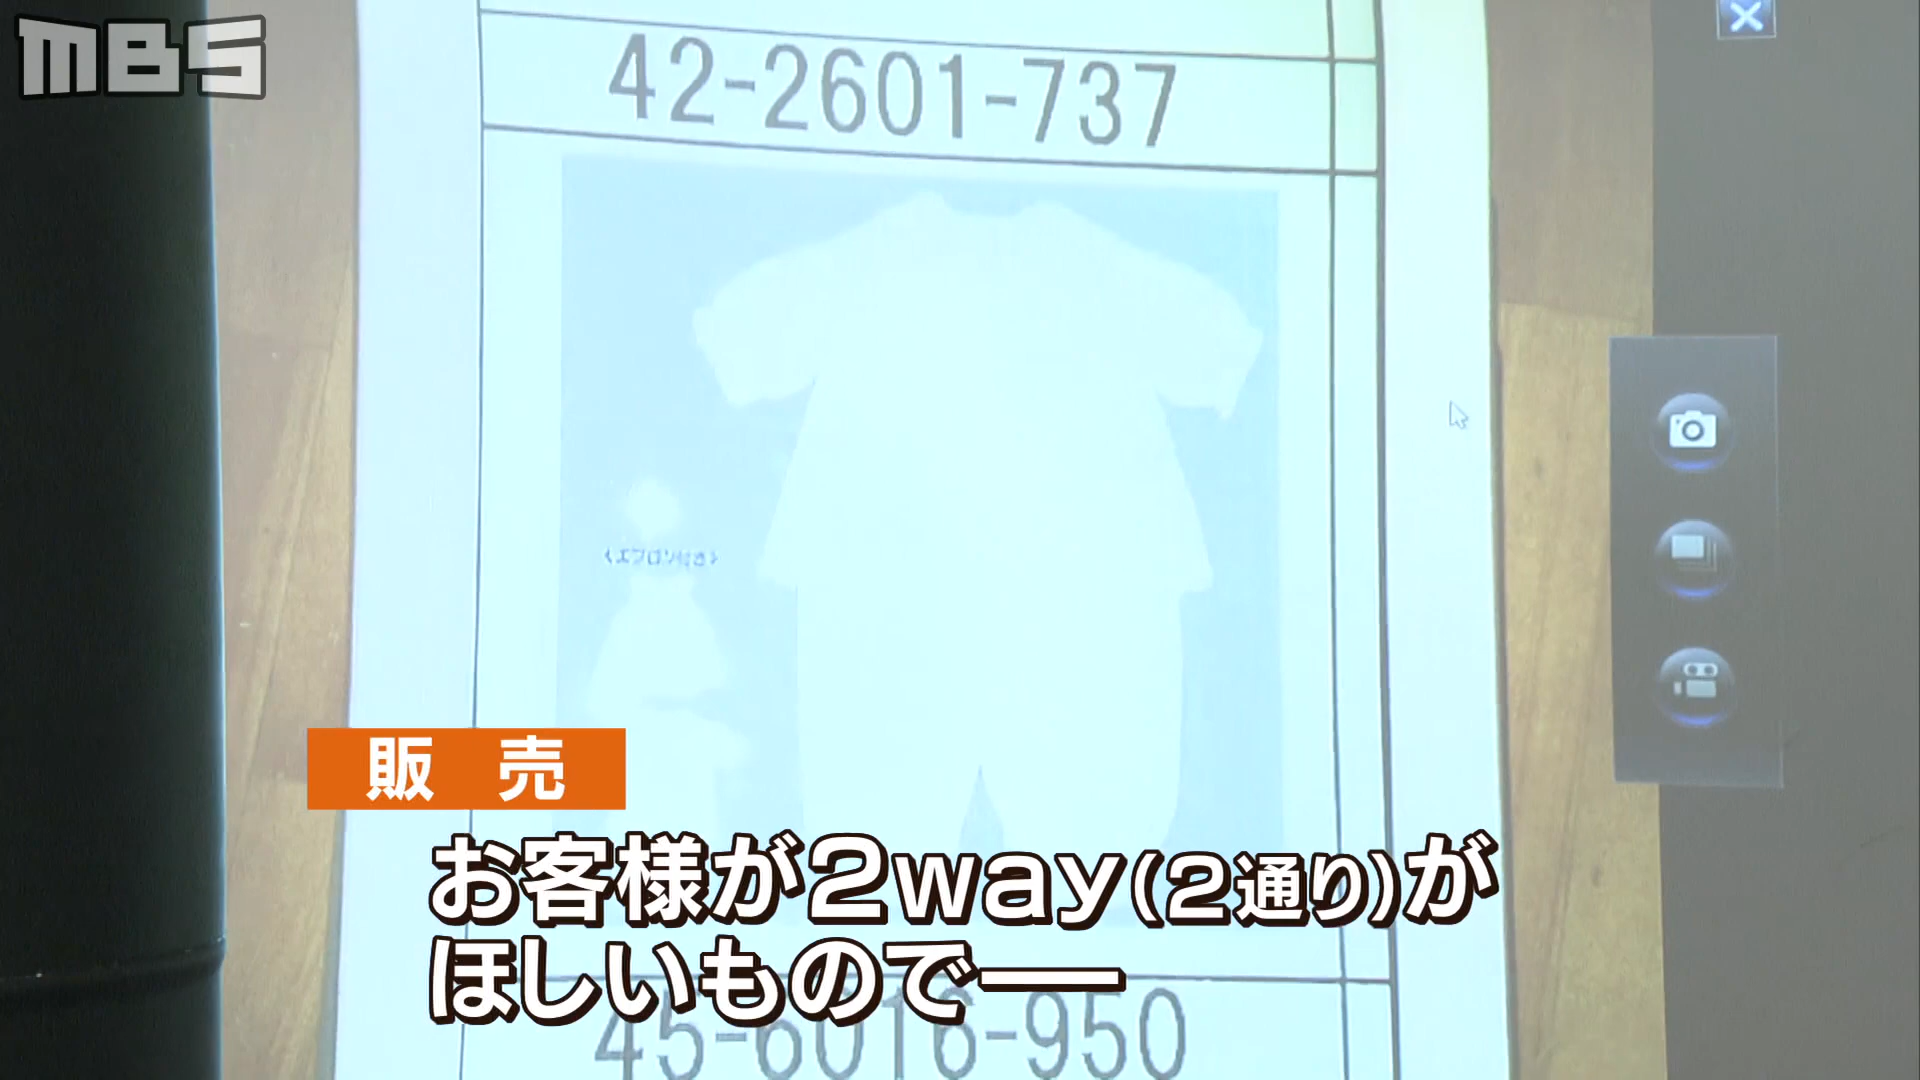 MBS
42-2601-737
<エプロン付き>
販売
お客様が2way(2通り)が
ほしいもので――
45-6016-950